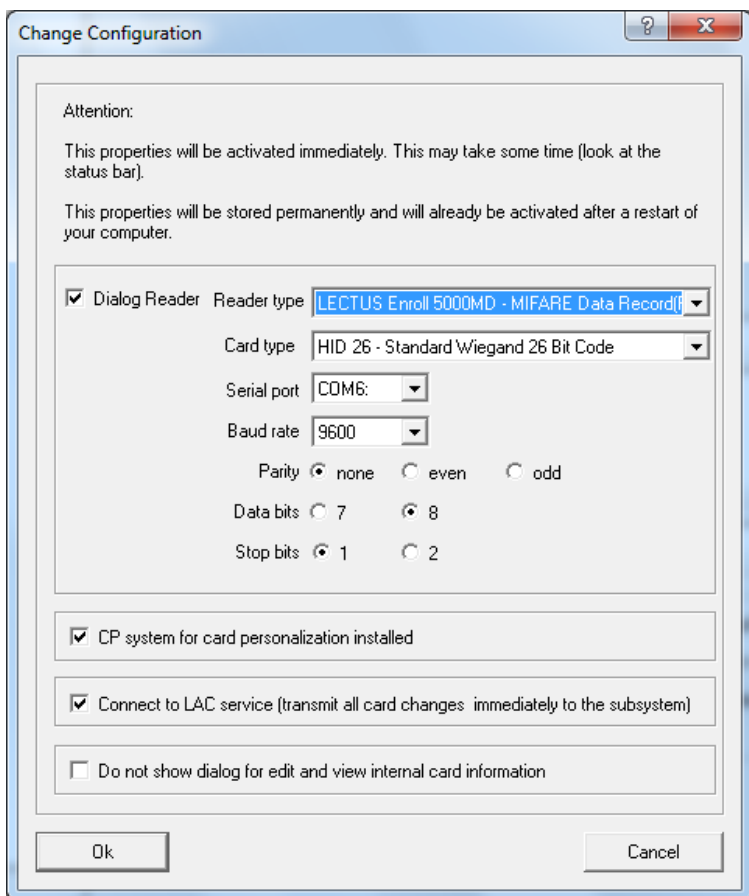 Change Configuration
?
Attention:
This properties will be activated immediately. This may take some time (look at the
status bar).
This properties will be stored permanently and will already be activated after a restart of
your computer.
Dialog Reader Reader type LECTUS Enroll 5000MD - MIFARE Data Record(
Card type HID 26 - Standard Wiegand 26 Bit Code
Serial port COM6:
Baud rate 9600
Parity none even odd
Data bits 7 8
Stop bits 1 2
CP system for card personalization installed
Connect to LAC service (transmit all card changes immediately to the subsystem)
Do not show dialog for edit and view internal card information
Ok Cancel